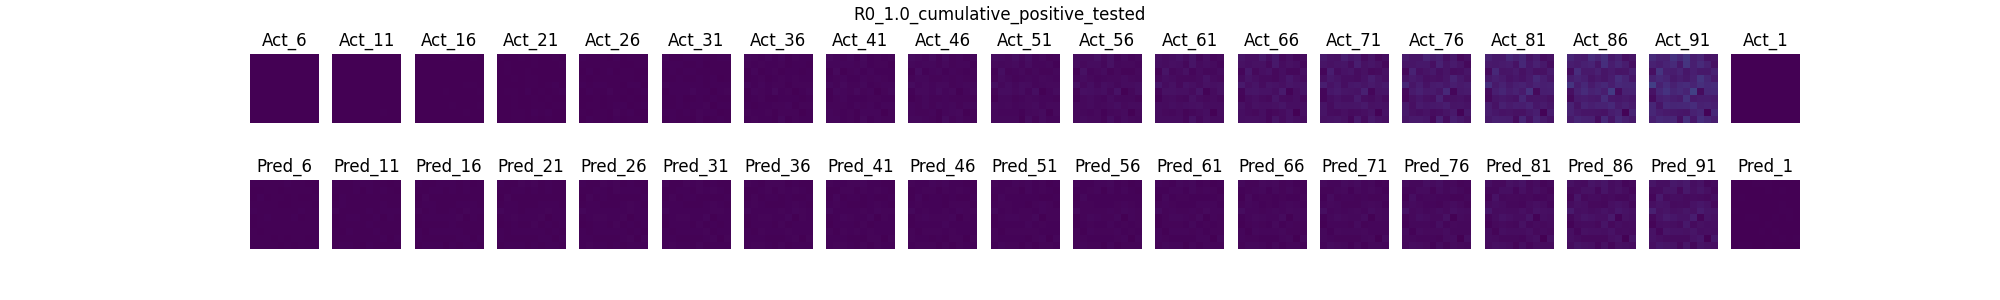 R0_1.0_cumulative_positive_tested
Act_6 Act_11 Act_16 Act_21 Act_26 Act_31 Act_36 Act_41 Act_46 Act_51 Act_56 Act_61 Act_66 Act_71 Act_76 Act_81 Act_86 Act_91 Act_1
Pred_6 Pred_11 Pred_16 Pred_21 Pred_26 Pred_31 Pred_36 Pred_41 Pred_46 Pred_51 Pred_56 Pred_61 Pred_66 Pred_71 Pred_76 Pred_81 Pred_86 Pred_91 Pred_1